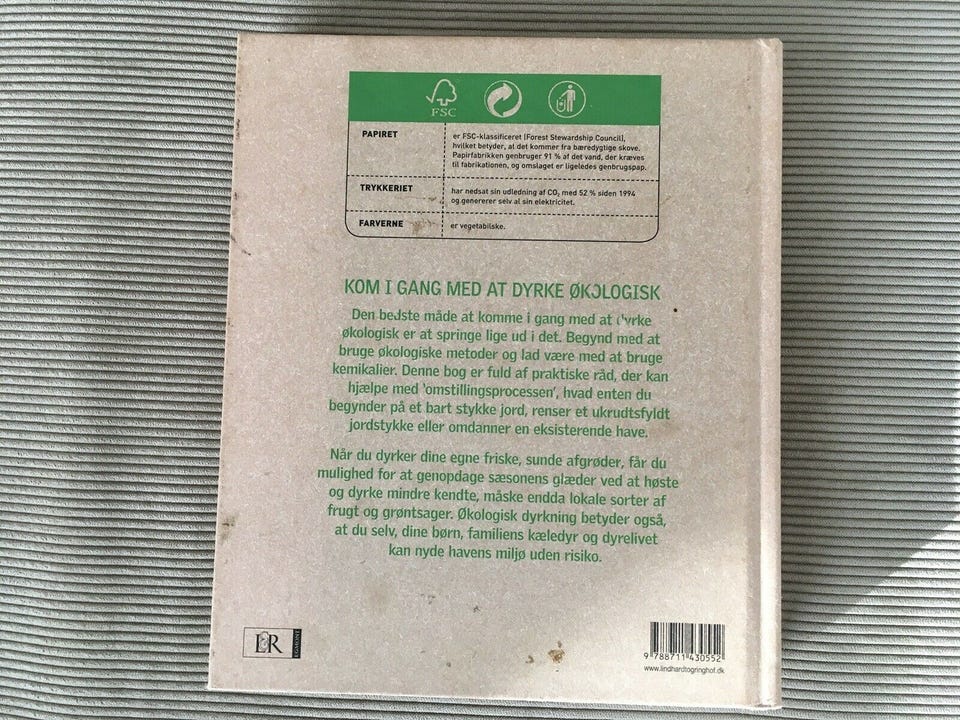 FSC
PAPIRET
er FSC-klassificeret (Forest Stewardship Council),
hvilket betyder, at det kommer fra bæredygtige skove.
Papirfabrikken genbruger 91 % af det vand, der kræves
til fabrikationen, og omslaget er ligeledes genbrugspap.
TRYKKERIET
har nedsat sin udledning af CO₂ med 52 % siden 1994
og genererer selv al sin elektricitet.
FARVERNE
er vegetabilske.
KOM I GANG MED AT DYRKE ØKOLOGISK
Den bedste måde at komme i gang med at dyrke
økologisk er at springe lige ud i det. Begynd med at
bruge økologiske metoder og lad være med at bruge
kemikalier. Denne bog er fuld af praktiske råd, der kan
hjælpe med 'omstillingsprocessen', hvad enten du
begynder på et bart stykke jord, renser et ukrudtsfyldt
jordstykke eller omdanner en eksisterende have.
Når du dyrker dine egne friske, sunde afgrøder, får du
mulighed for at genopdage sæsonens glæder ved at høste
og dyrke mindre kendte, måske endda lokale sorter af
frugt og grøntsager. Økologisk dyrkning betyder også,
at du selv, dine børn, familiens kæledyr og dyrelivet
kan nyde havens miljø uden risiko.
L&R EGMONT
9 788711 430552
www.lindhardtogringhof.dk